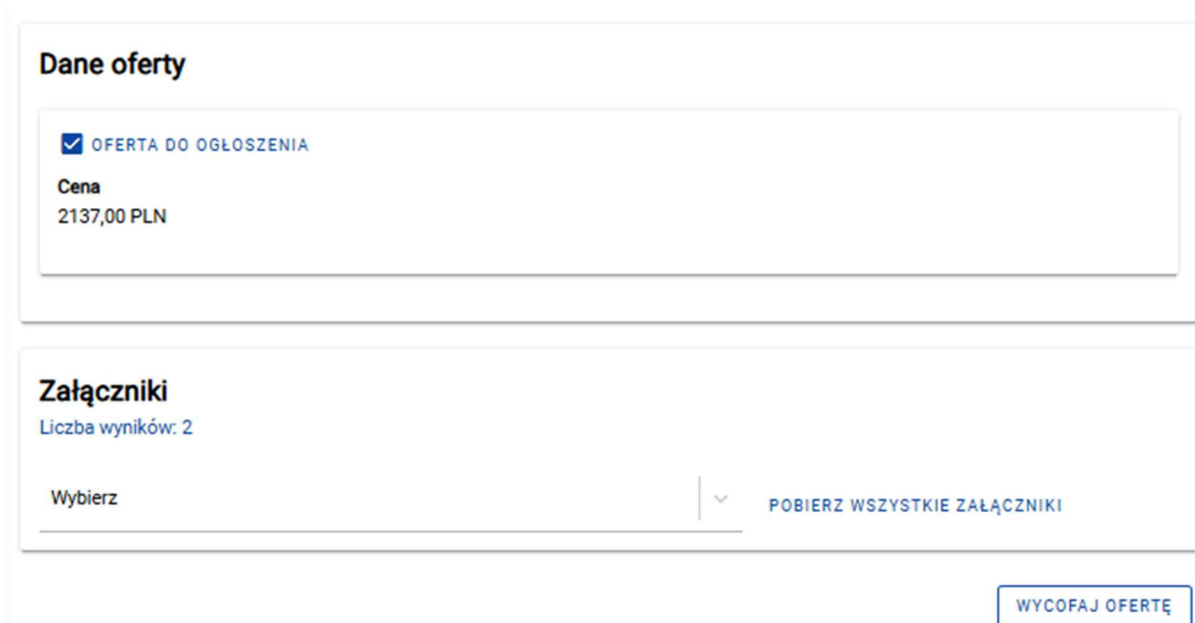 Dane oferty
OFERTA DO OGŁOSZENIA
Cena
2137,00 PLN
Załączniki
Liczba wyników: 2
Wybierz
POBIERZ WSZYSTKIE ZAŁĄCZNIKI
WYCOFAJ OFERTĘ